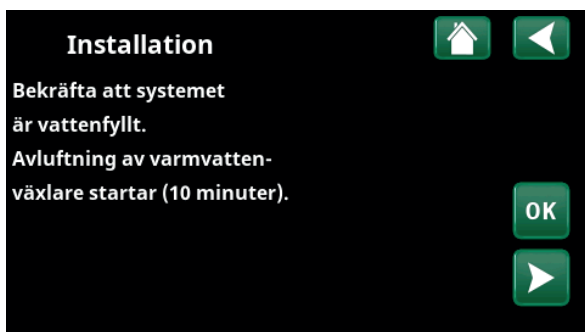 Installation
Bekräfta att systemet
är vattenfyllt.
Avluftning av varmvatten-
växlare startar (10 minuter).
OK